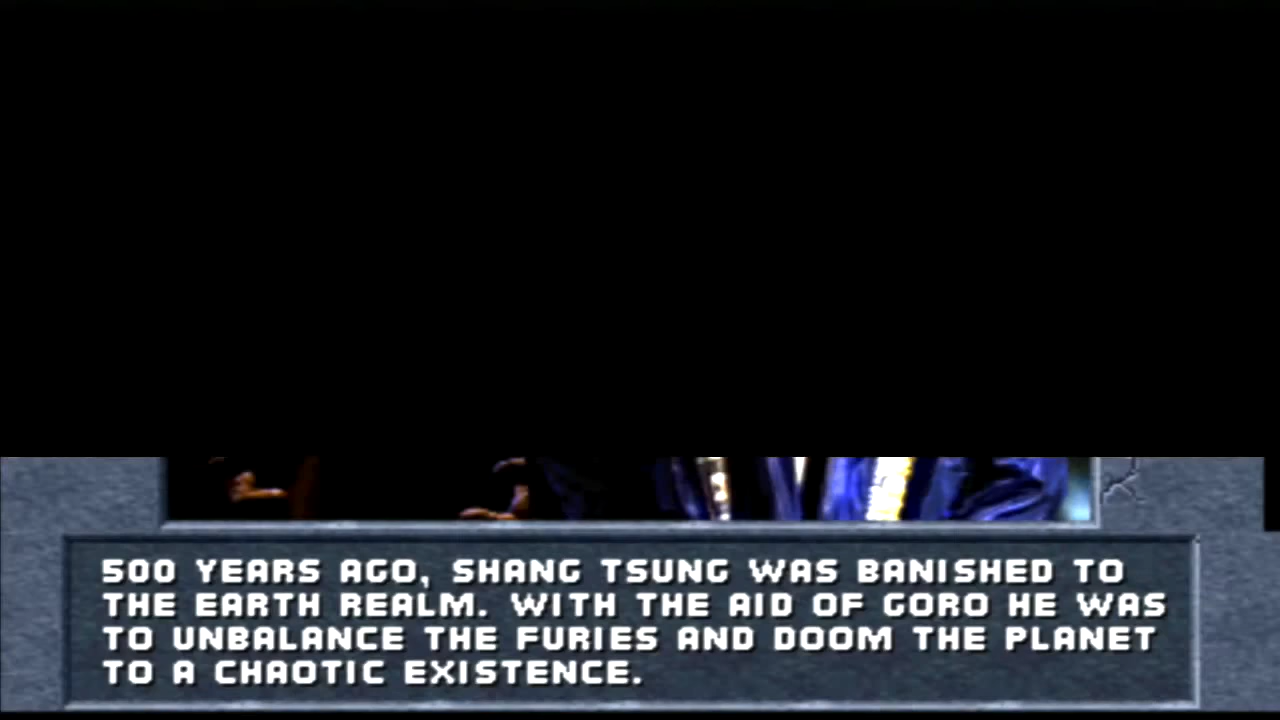 500 YEARS AGO, SHANG TSUNG WAS BANISHED TO
THE EARTH REALM. WITH THE AID OF GORO HE WAS
TO UNBALANCE THE FURIES AND DOOM THE PLANET
TO A CHAOTIC EXISTENCE.